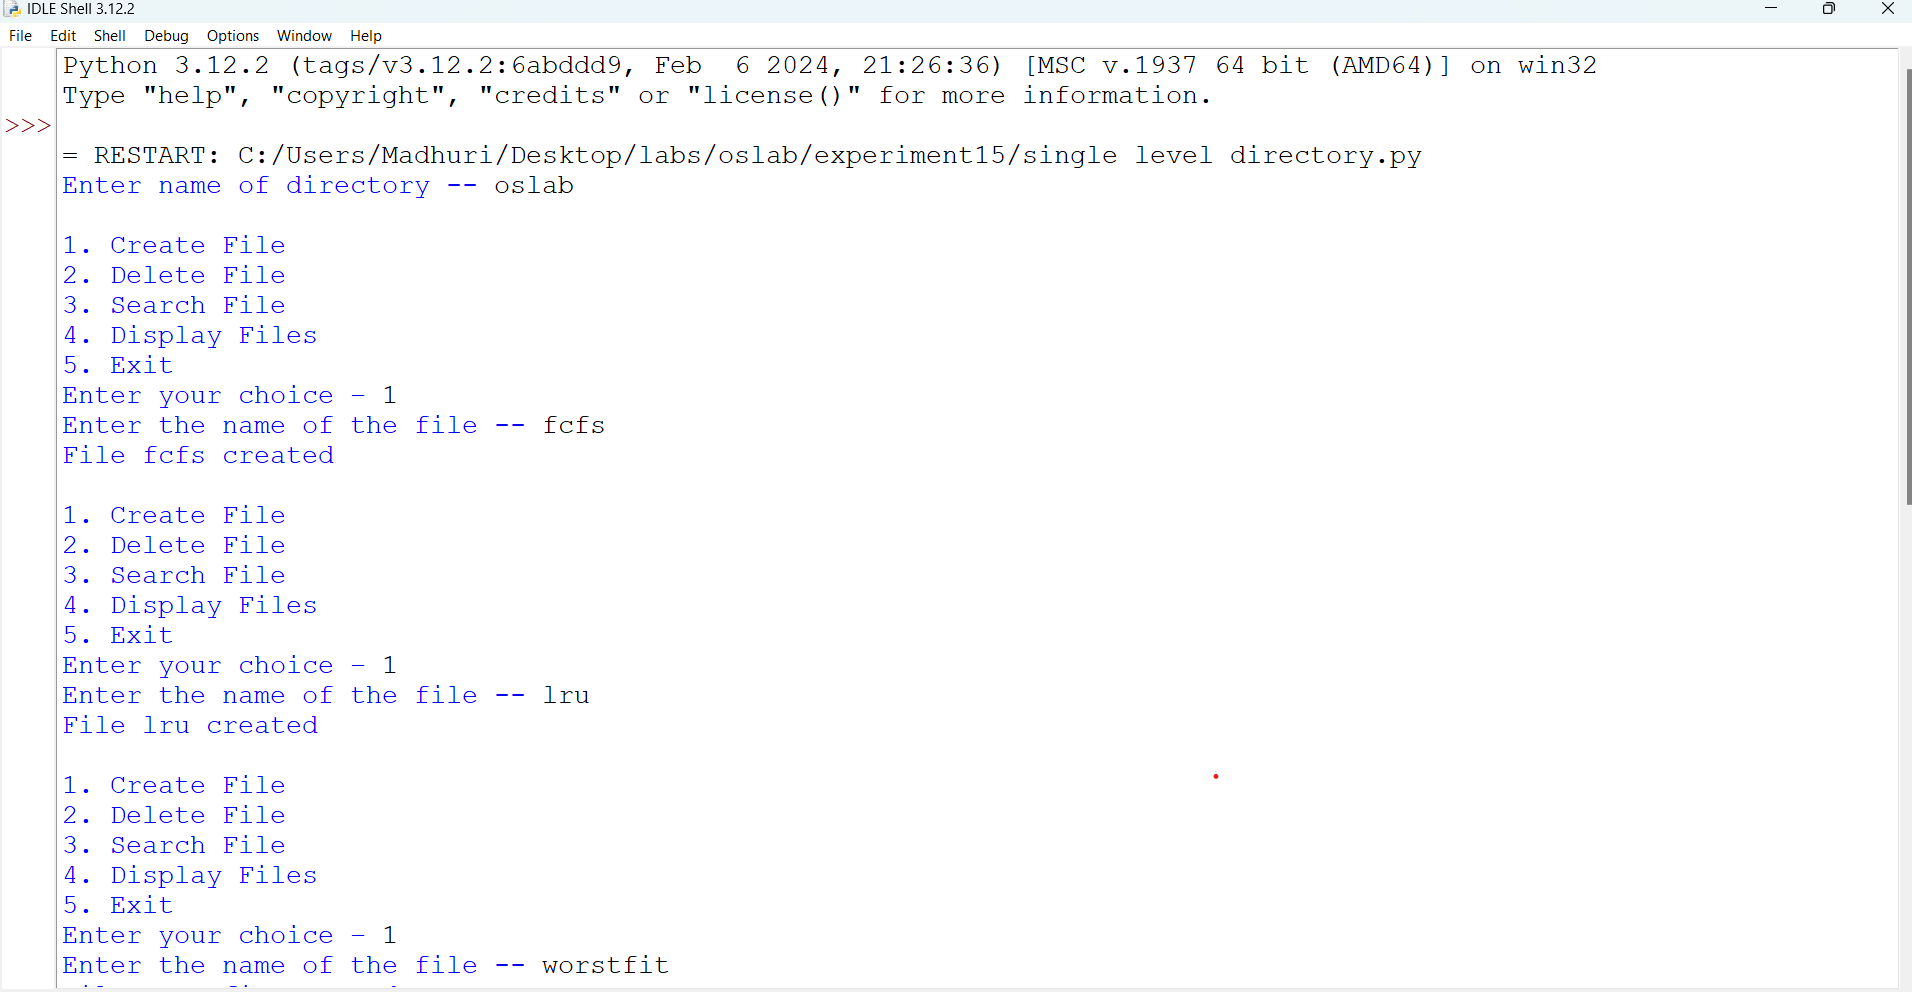 IDLE Shell 3.12.2
File Edit Shell Debug Options Window Help
Python 3.12.2 (tags/v3.12.2:6abddd9, Feb  6 2024, 21:26:36) [MSC v.1937 64 bit (AMD64)] on win32
Type "help", "copyright", "credits" or "license()" for more information.
>>>
= RESTART: C:/Users/Madhuri/Desktop/labs/oslab/experiment15/single level directory.py
Enter name of directory -- oslab
1. Create File
2. Delete File
3. Search File
4. Display Files
5. Exit
Enter your choice - 1
Enter the name of the file -- fcfs
File fcfs created
1. Create File
2. Delete File
3. Search File
4. Display Files
5. Exit
Enter your choice - 1
Enter the name of the file -- lru
File lru created
1. Create File
2. Delete File
3. Search File
4. Display Files
5. Exit
Enter your choice - 1
Enter the name of the file -- worstfit